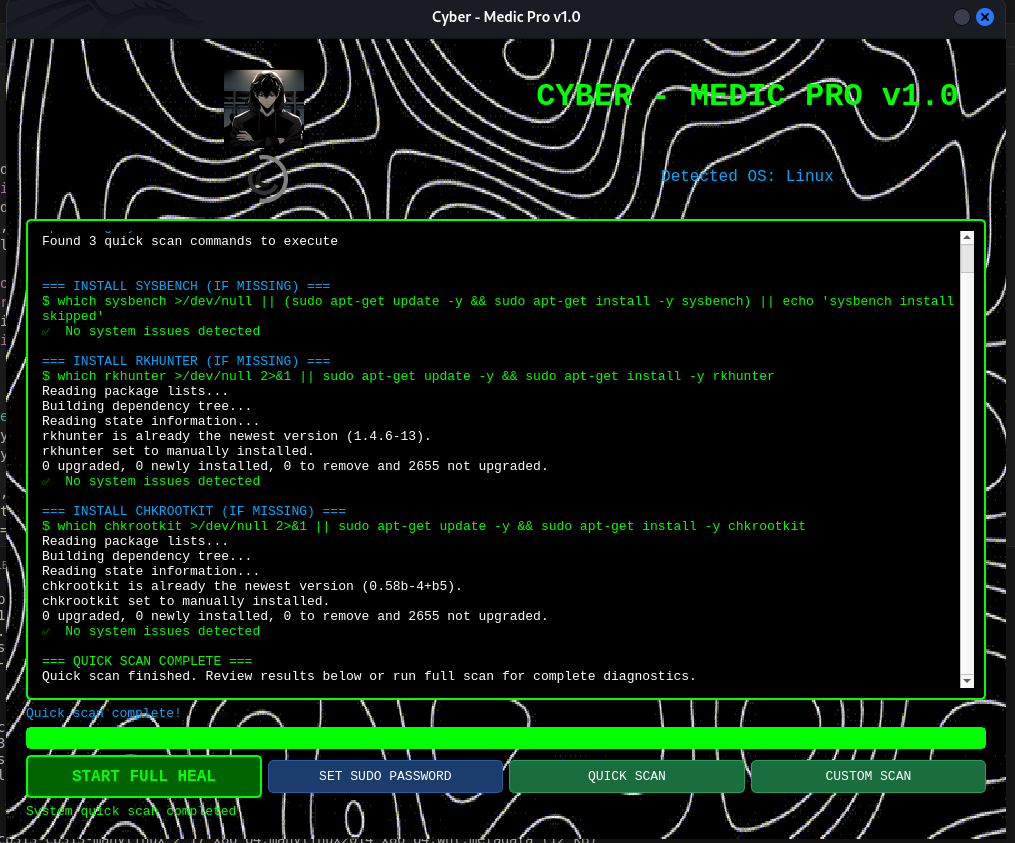 Cyber - Medic Pro v1.0
CYBER - MEDIC PRO v1.0
Detected OS: Linux
Found 3 quick scan commands to execute
=== INSTALL SYSBENCH (IF MISSING) ===
$ which sysbench >/dev/null || (sudo apt-get update -y && sudo apt-get install -y sysbench) || echo 'sysbench install
skipped'
✅ No system issues detected
=== INSTALL RKHUNTER (IF MISSING) ===
$ which rkhunter >/dev/null 2>&1 || sudo apt-get update -y && sudo apt-get install -y rkhunter
Reading package lists...
Building dependency tree...
Reading state information...
rkhunter is already the newest version (1.4.6-13).
rkhunter set to manually installed.
0 upgraded, 0 newly installed, 0 to remove and 2655 not upgraded.
✅ No system issues detected
=== INSTALL CHKROOTKIT (IF MISSING) ===
$ which chkrootkit >/dev/null 2>&1 || sudo apt-get update -y && sudo apt-get install -y chkrootkit
Reading package lists...
Building dependency tree...
Reading state information...
chkrootkit is already the newest version (0.58b-4+b5).
chkrootkit set to manually installed.
0 upgraded, 0 newly installed, 0 to remove and 2655 not upgraded.
✅ No system issues detected
=== QUICK SCAN COMPLETE ===
Quick scan finished. Review results below or run full scan for complete diagnostics.
Quick scan complete!
START FULL HEAL
SET SUDO PASSWORD
QUICK SCAN
CUSTOM SCAN
System quick scan completed